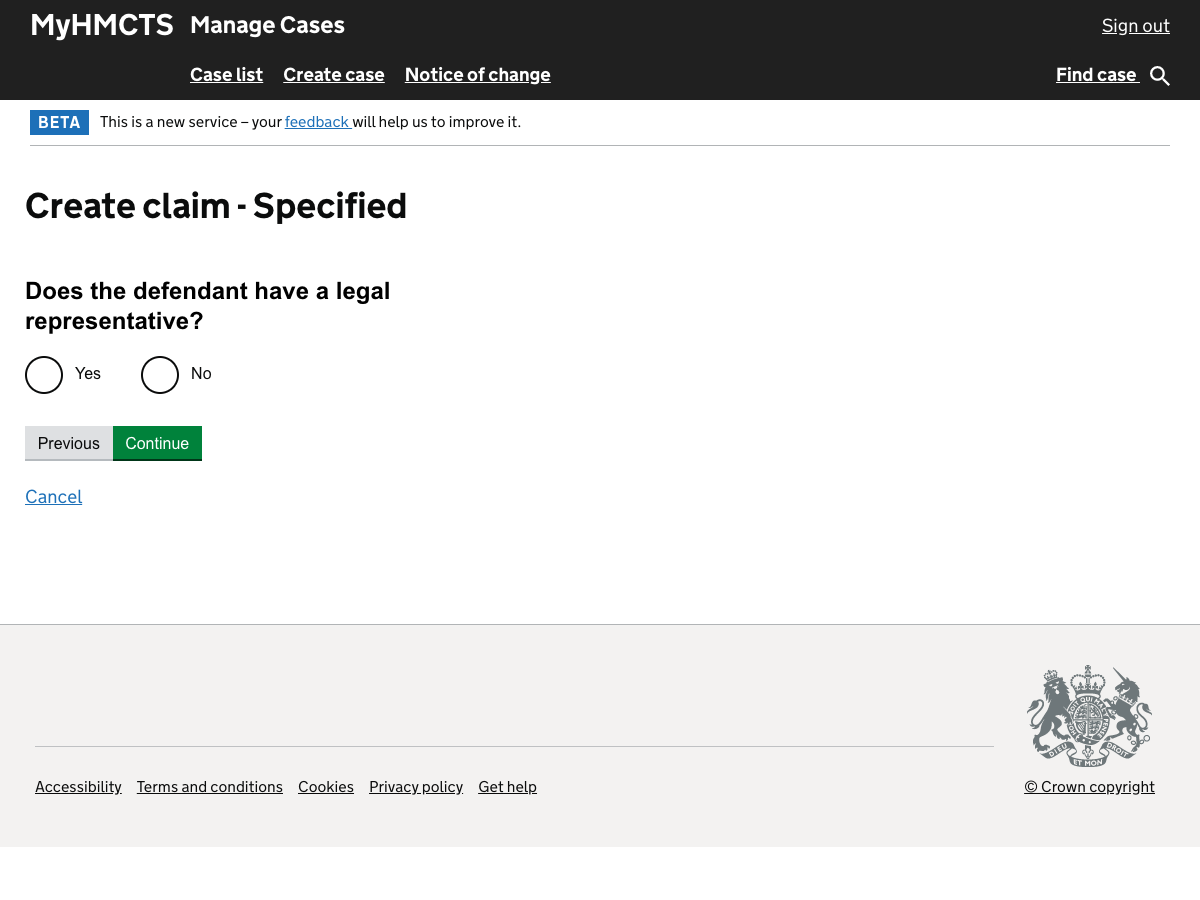 MyHMCTS Manage Cases Sign out
Case list Create case Notice of change Find case
BETA This is a new service – your feedback will help us to improve it.
Create claim - Specified
Does the defendant have a legal
representative?
Yes No
Previous Continue
Cancel
DIEU ET MON DROIT
Accessibility Terms and conditions Cookies Privacy policy Get help © Crown copyright